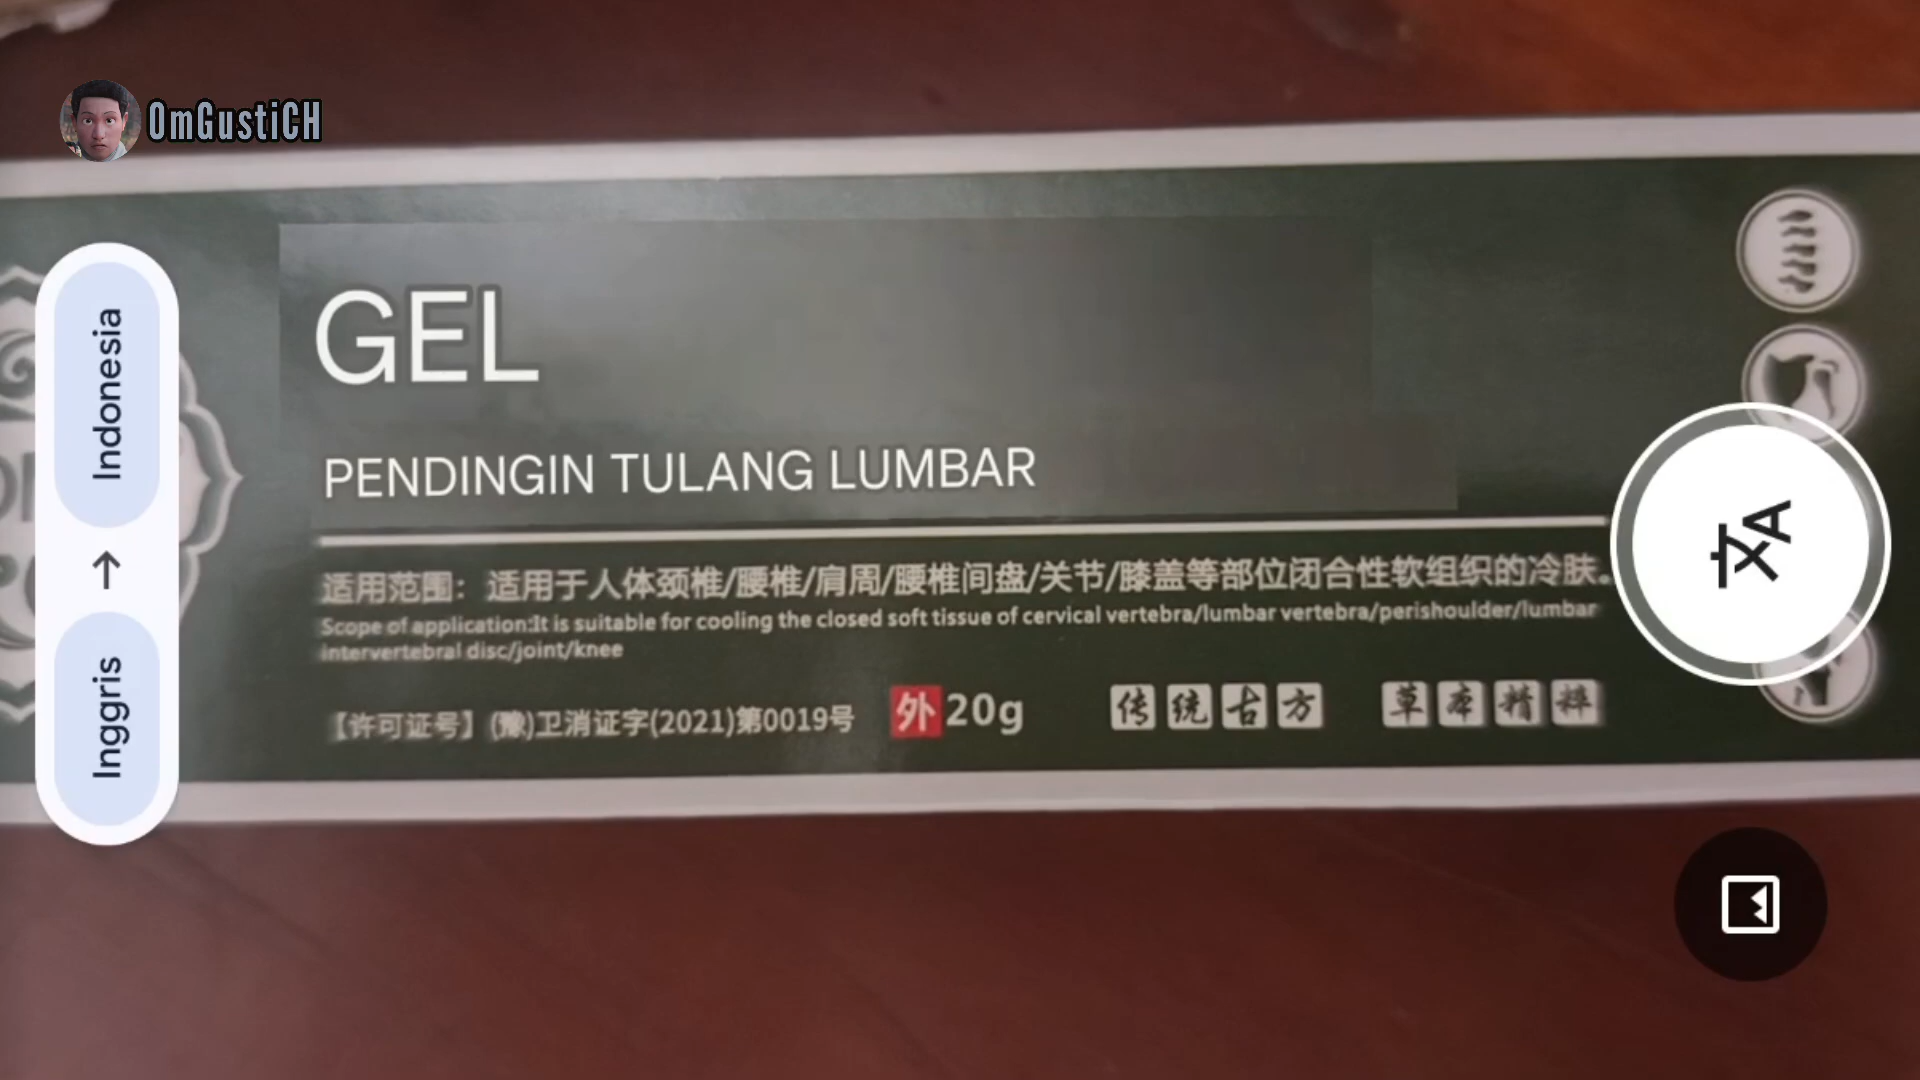 OmGustiCH
Indonesia
Inggris
GEL
PENDINGIN TULANG LUMBAR
适用范围：适用于人体颈椎/腰椎/肩周/腰椎间盘/关节/膝盖等部位闭合性软组织的冷肤。
Scope of application:It is suitable for cooling the closed soft tissue of cervical vertebra/lumbar vertebra/perishoulder/lumbar
intervertebral disc/joint/knee
【许可证号】(豫)卫消证字(2021)第0019号 外 20g 传统古方 草本精粹